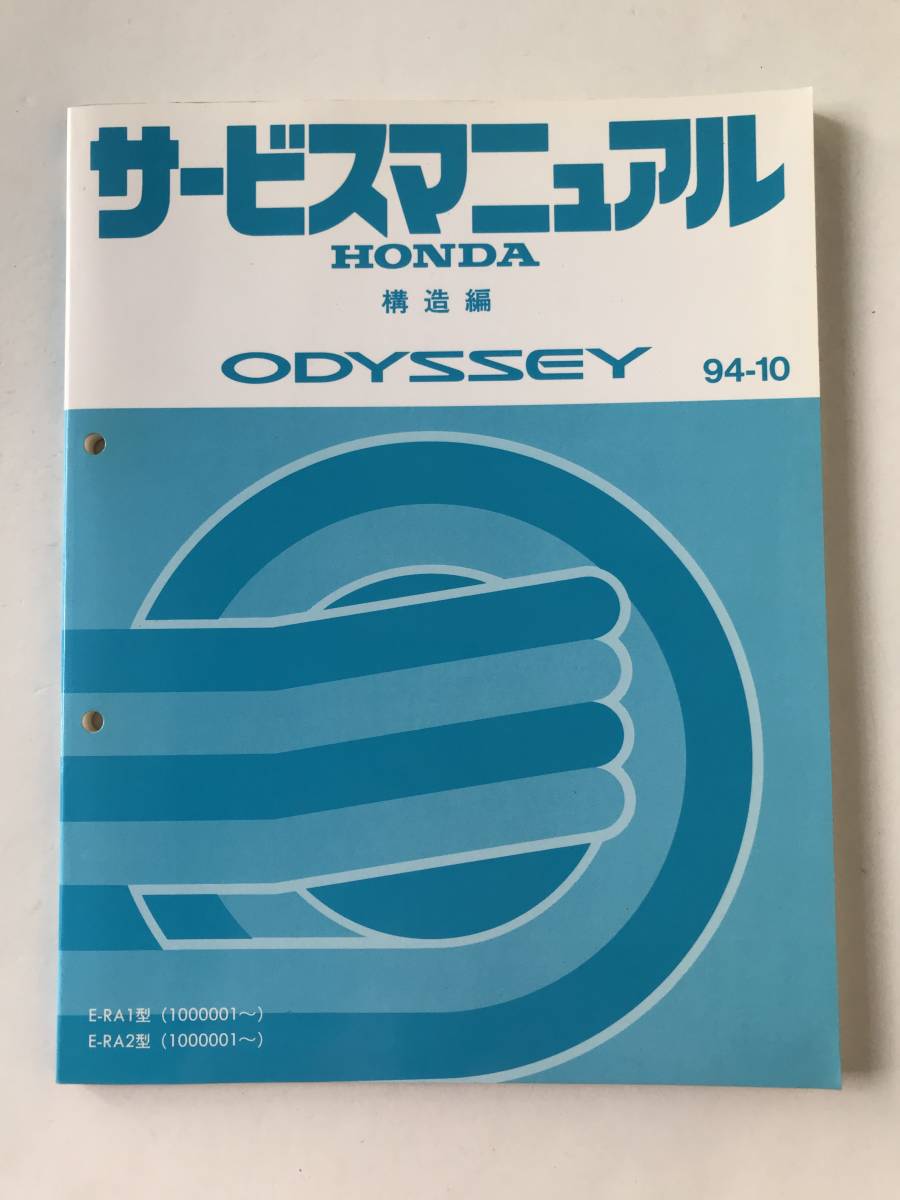 サービスマニュアル
HONDA
構造編
ODYSSEY 94-10
E-RA1型 (1000001〜)
E-RA2型 (1000001〜)